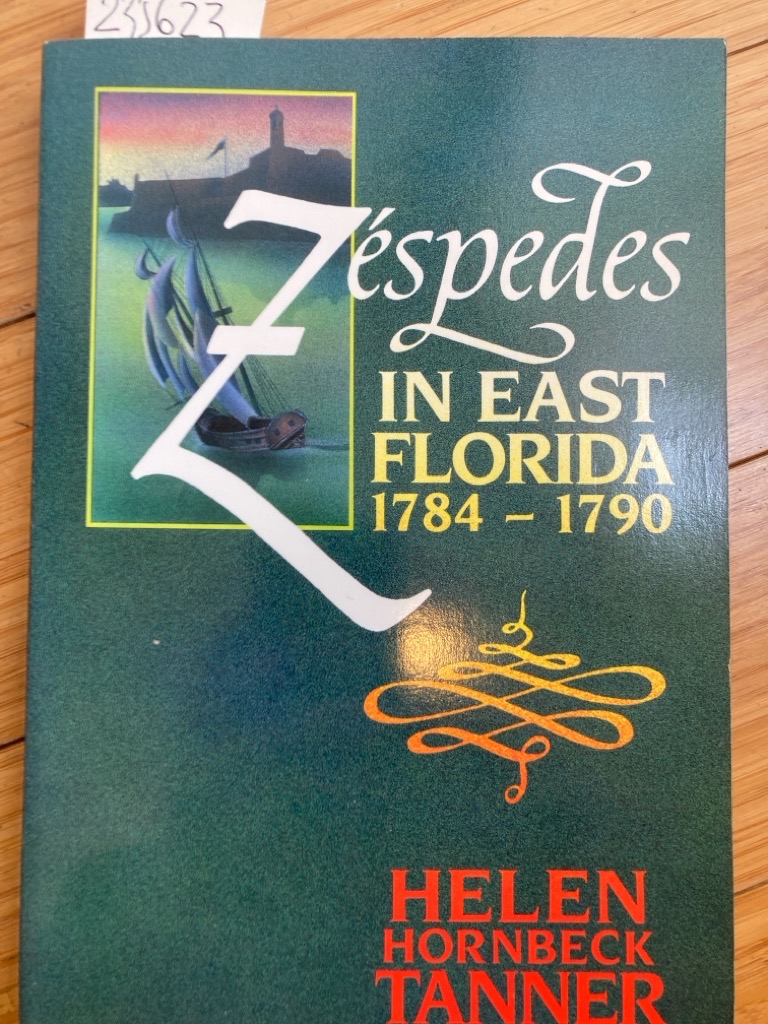 235623
Zéspedes
IN EAST
FLORIDA
1784 – 1790
HELEN
HORNBECK
TANNER